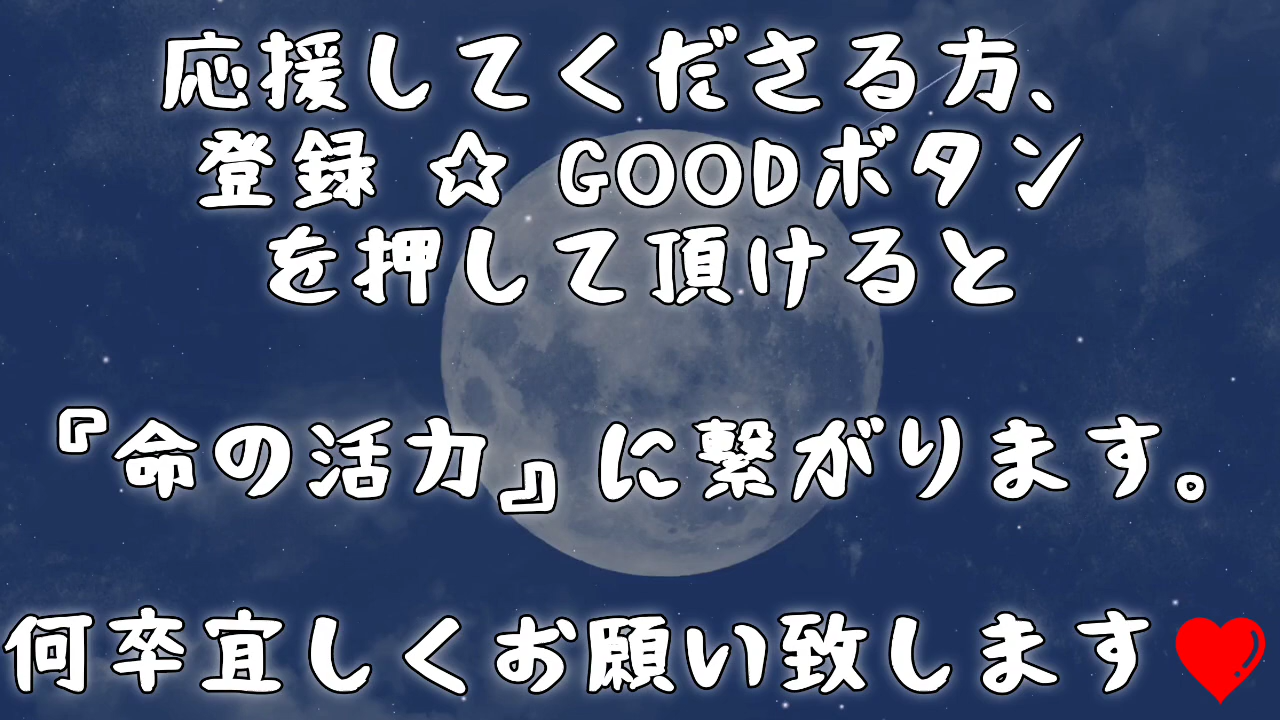 応援してくださる方、
登録 ☆ GOODボタン
を押して頂けると
『命の活力』に繋がります。
何卒宜しくお願い致します❤